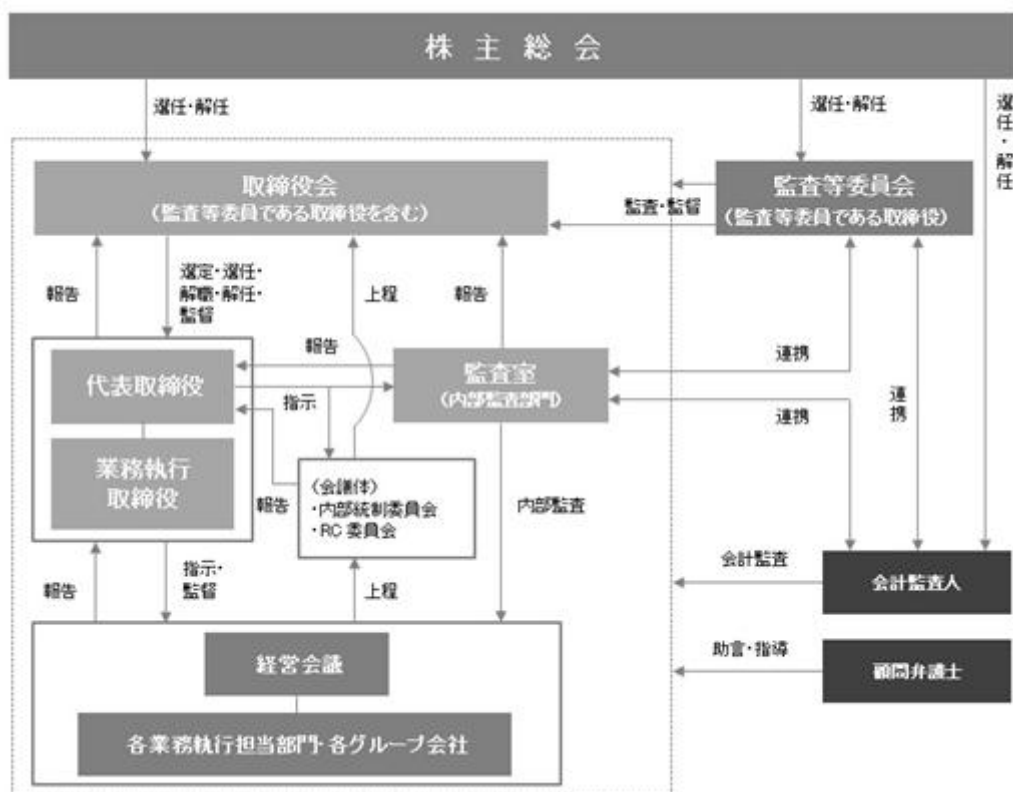 株主総会
選任・解任
選任・解任
選任・解任
取締役会
(監査等委員である取締役を含む)
監査等委員会
(監査等委員である取締役)
監査・監督
報告
選定・選任・
解職・解任・
監督
上程
報告
報告
代表取締役
監査室
(内部監査部門)
連携
指示
連携
連携
業務執行
取締役
報告
〈会議体〉
・内部統制委員会
・RC 委員会
内部監査
報告
指示・
監督
上程
会計監査
会計監査人
経営会議
助言・指導
顧問弁護士
各業務執行担当部門・各グループ会社